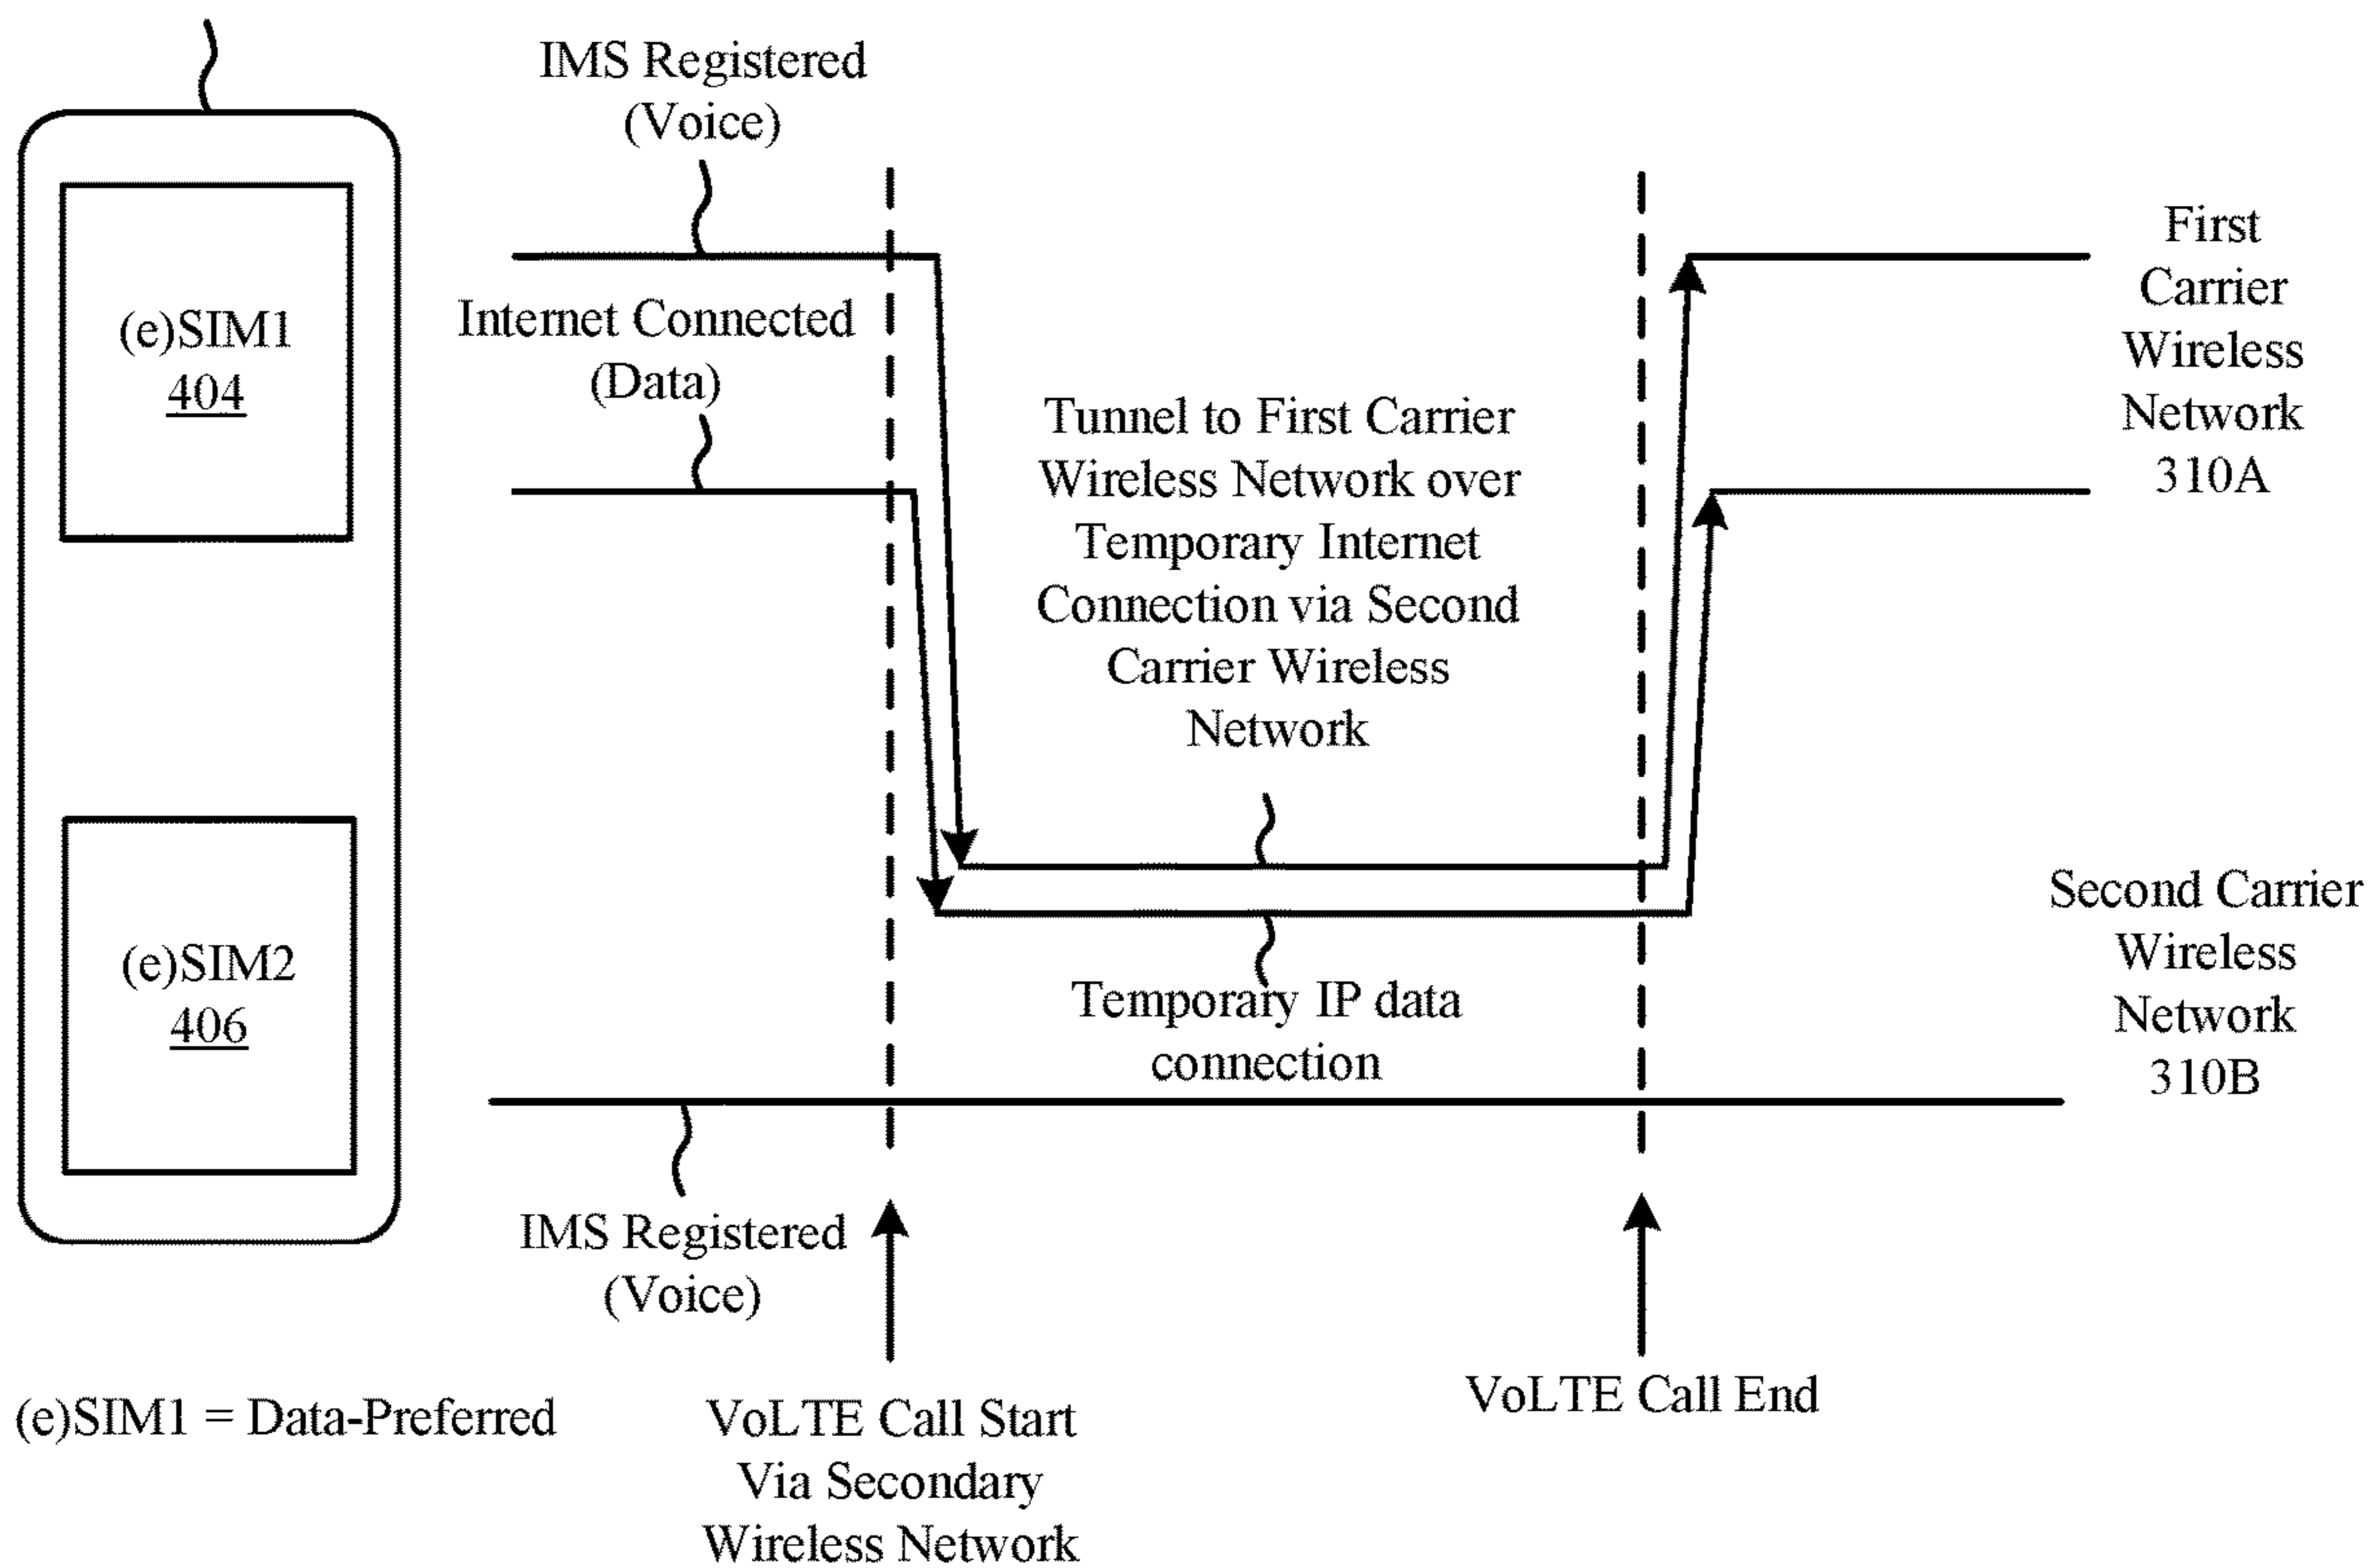 IMS Registered
(Voice)
(e)SIM1
404
Internet Connected
(Data)
First
Carrier
Wireless
Network
310A
Tunnel to First Carrier
Wireless Network over
Temporary Internet
Connection via Second
Carrier Wireless
Network
(e)SIM2
406
Temporary IP data
connection
Second Carrier
Wireless
Network
310B
IMS Registered
(Voice)
(e)SIM1 = Data-Preferred
VoLTE Call Start
Via Secondary
Wireless Network
VoLTE Call End